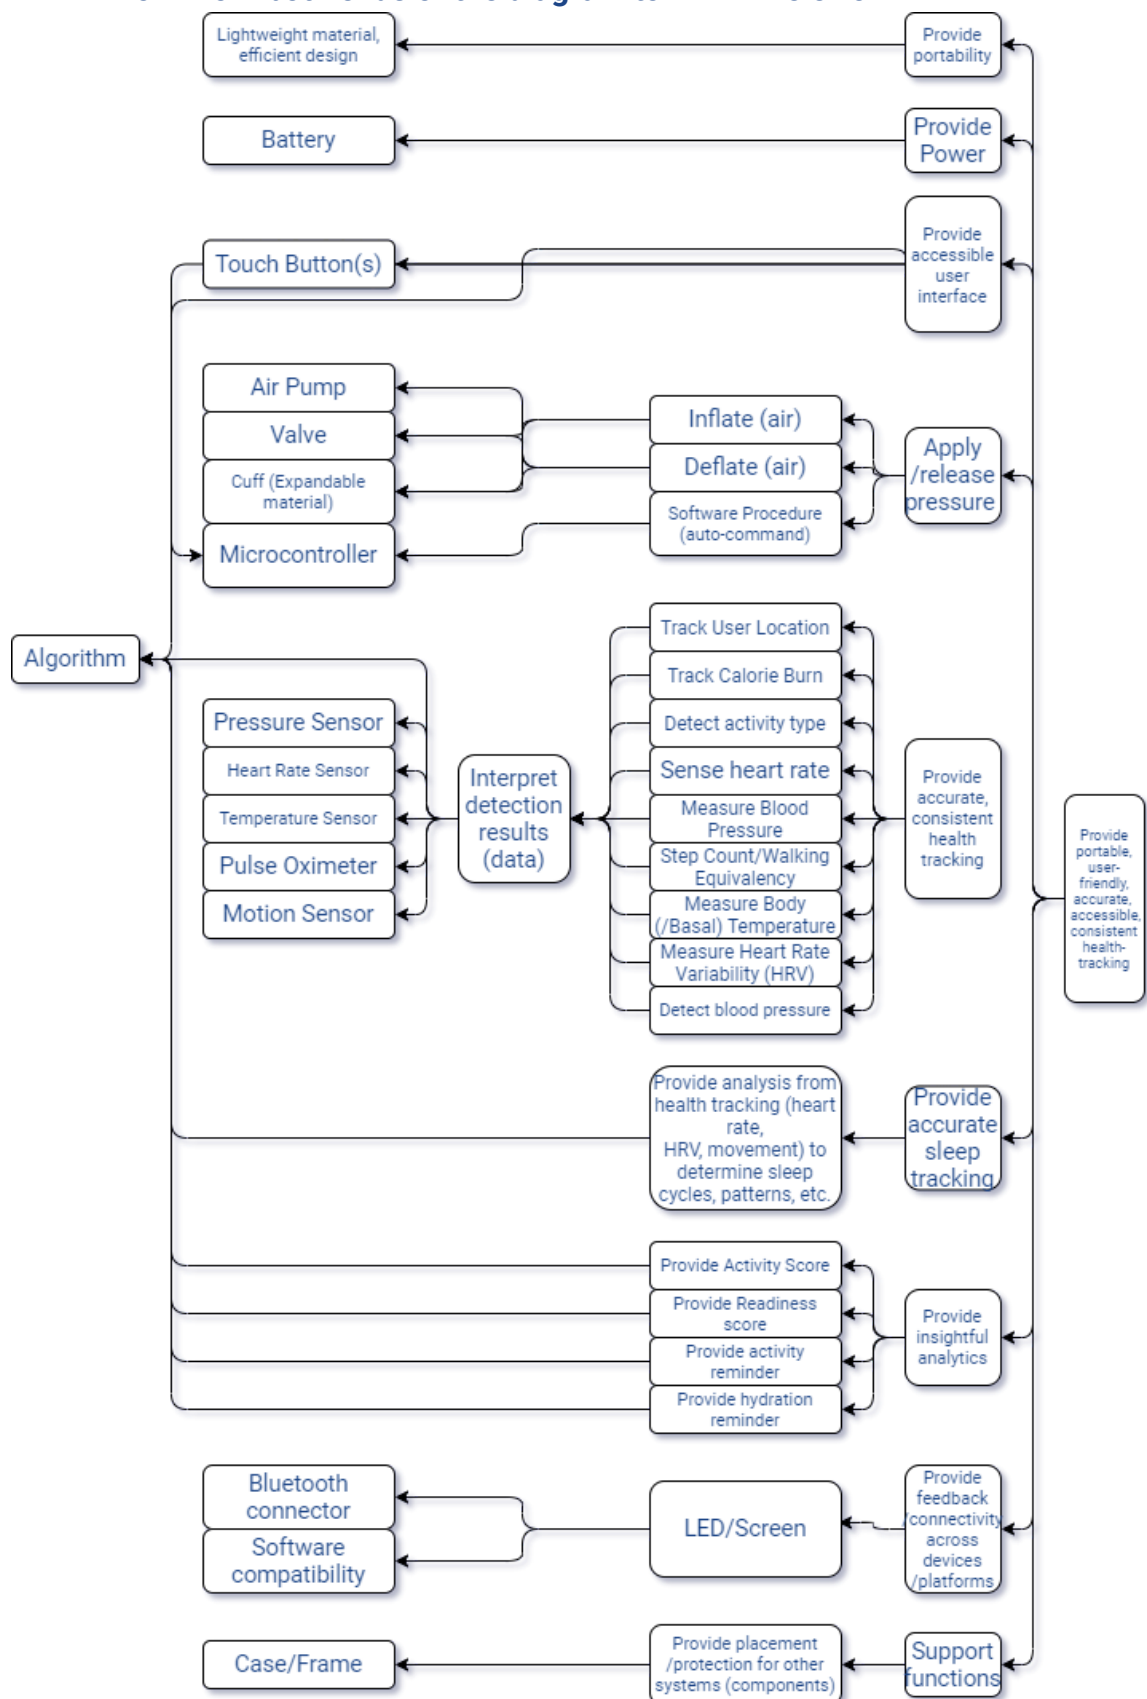 Lightweight material,
efficient design
Provide
portability
Battery
Provide
Power
Touch Button(s)
Provide
accessible
user
interface
Air Pump
Valve
Cuff (Expandable
material)
Microcontroller
Inflate (air)
Deflate (air)
Software Procedure
(auto-command)
Apply
/release
pressure
Algorithm
Pressure Sensor
Heart Rate Sensor
Temperature Sensor
Pulse Oximeter
Motion Sensor
Interpret
detection
results
(data)
Track User Location
Track Calorie Burn
Detect activity type
Sense heart rate
Measure Blood
Pressure
Step Count/Walking
Equivalency
Measure Body
(/Basal) Temperature
Measure Heart Rate
Variability (HRV)
Detect blood pressure
Provide
accurate,
consistent
health
tracking
Provide
portable,
user-
friendly,
accurate,
accessible,
consistent
health-
tracking
Provide analysis from
health tracking (heart
rate,
HRV, movement) to
determine sleep
cycles, patterns, etc.
Provide
accurate
sleep
tracking
Provide Activity Score
Provide Readiness
score
Provide activity
reminder
Provide hydration
reminder
Provide
insightful
analytics
Bluetooth
connector
Software
compatibility
LED/Screen
Provide
feedback
/connectivity
across
devices
/platforms
Case/Frame
Provide placement
/protection for other
systems (components)
Support
functions